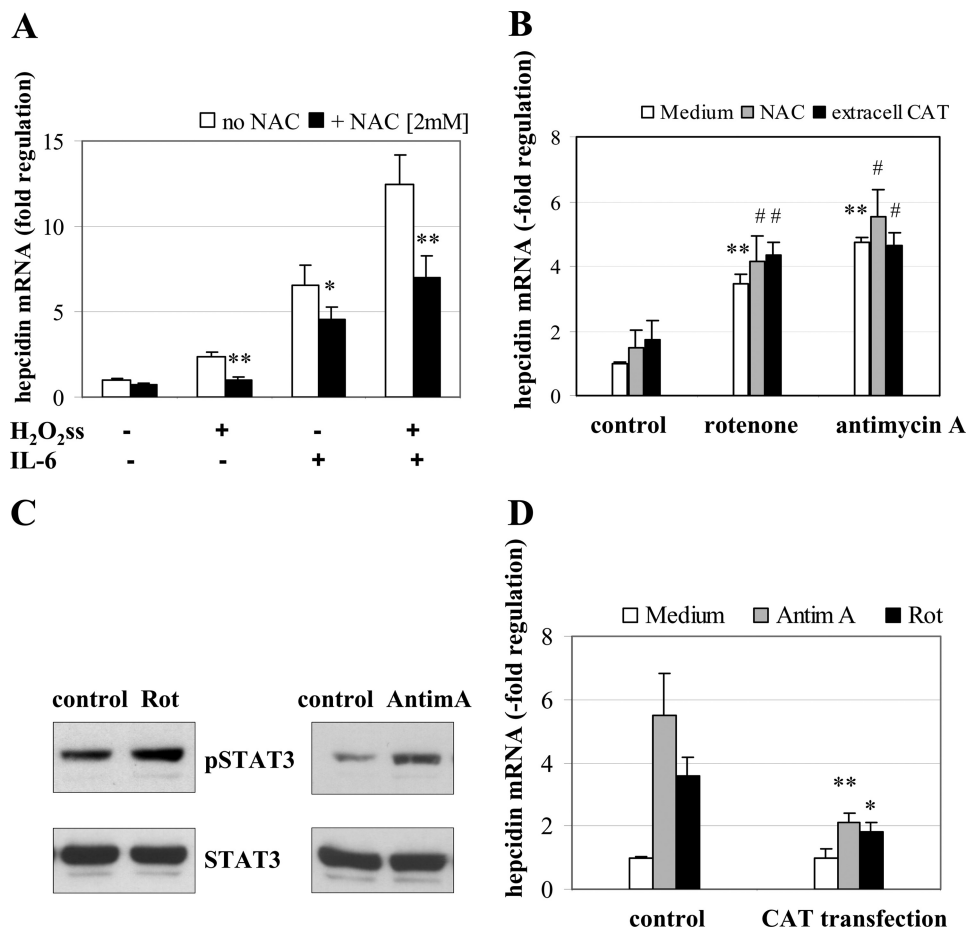 A
hepcidin mRNA (fold regulation)
no NAC + NAC [2mM]
15
10
5
0
H₂O₂ss - + - +
IL-6 - - + +
**
*
**
B
hepcidin mRNA (-fold regulation)
Medium NAC extracell CAT
8
6
4
2
0
** # #
** # #
control rotenone antimycin A
C
control Rot control AntimA
pSTAT3
STAT3
D
hepcidin mRNA (-fold regulation)
Medium Antim A Rot
8
6
4
2
0
**
*
control CAT transfection